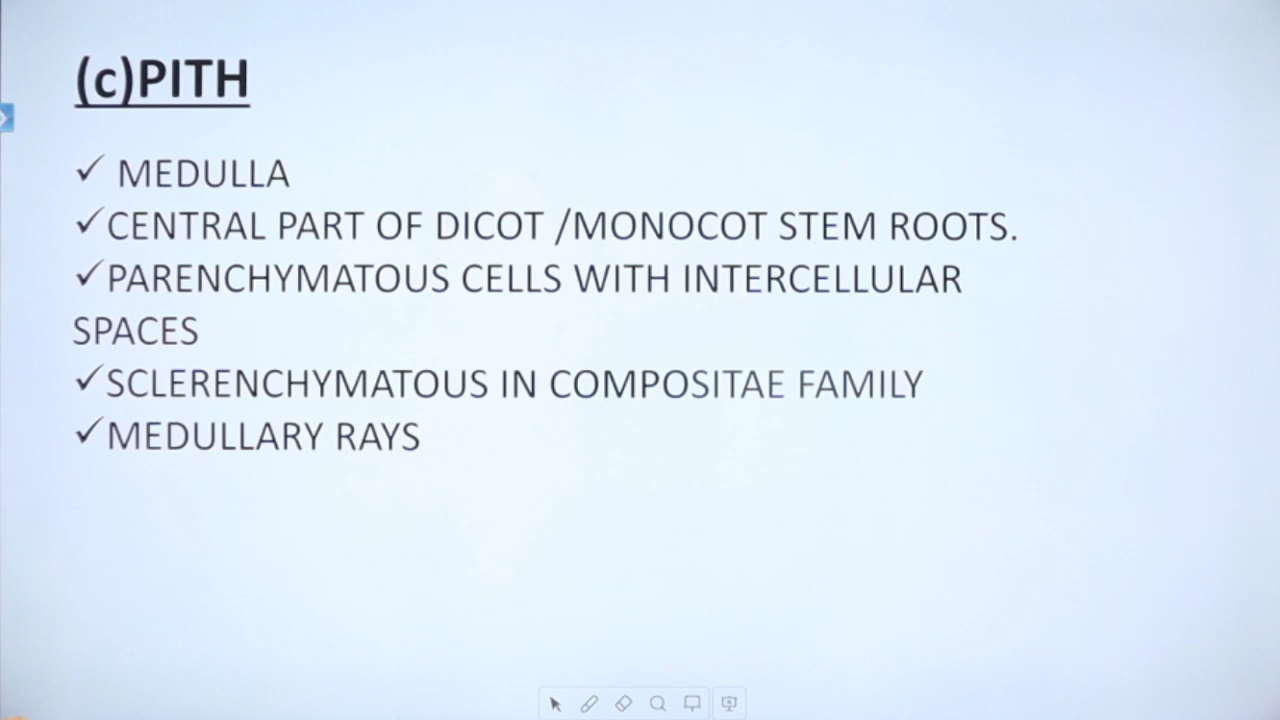 (c)PITH
✓ MEDULLA
✓CENTRAL PART OF DICOT /MONOCOT STEM ROOTS.
✓PARENCHYMATOUS CELLS WITH INTERCELLULAR
SPACES
✓SCLERENCHYMATOUS IN COMPOSITAE FAMILY
✓MEDULLARY RAYS